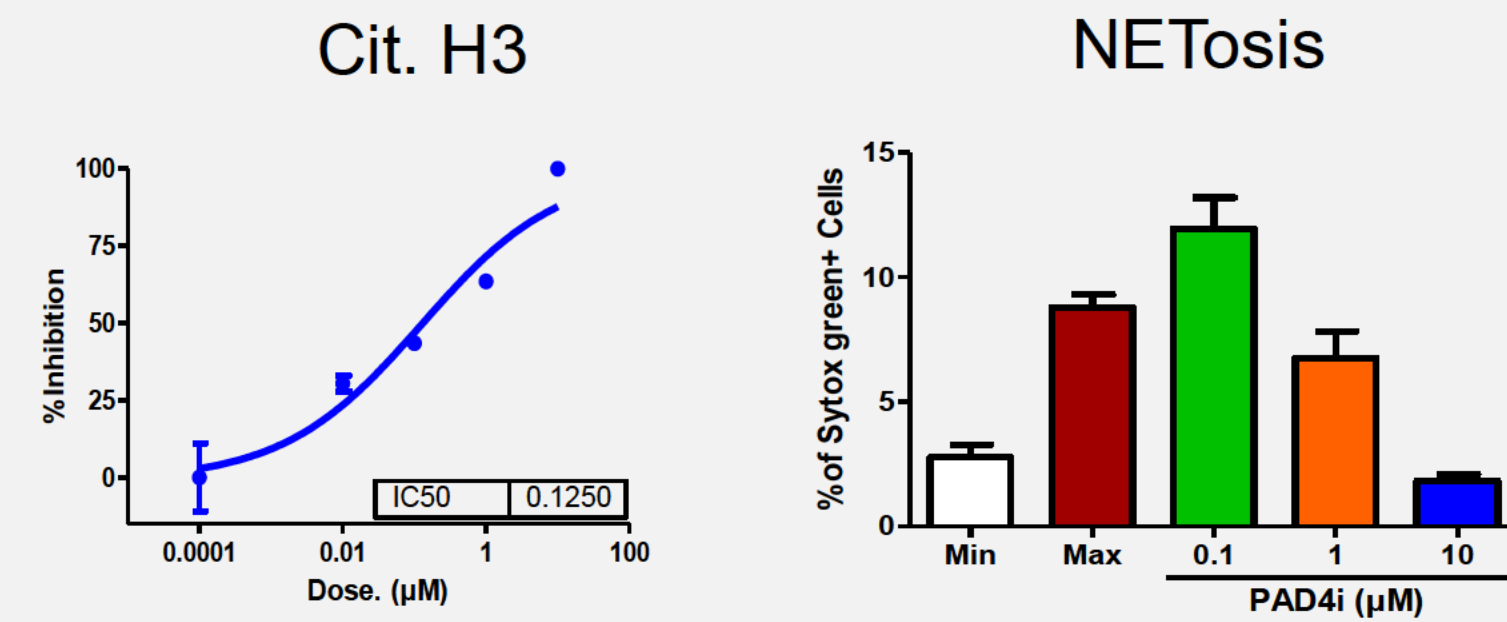 Cit. H3
NETosis
100
75
50
25
0
%Inhibition
IC50 0.1250
0.0001 0.01 1 100
Dose. (µM)
15
10
5
0
%of Sytox green+ Cells
Min Max 0.1 1 10
PAD4i (µM)